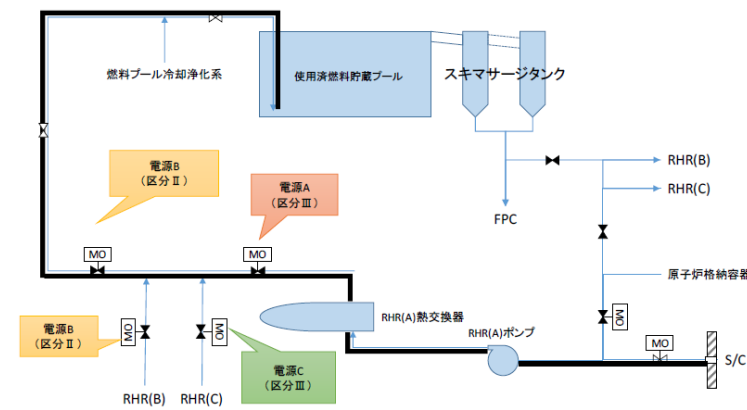 燃料プール冷却浄化系
使用済燃料貯蔵プール
スキマサージタンク
電源B
(区分Ⅱ)
電源A
(区分Ⅲ)
RHR(B)
RHR(C)
FPC
MO
MO
原子炉格納容器
電源B
(区分Ⅱ)
MO
MO
RHR(A)熱交換器
RHR(A)ポンプ
MO
MO
S/C
電源C
(区分Ⅲ)
RHR(B)
RHR(C)